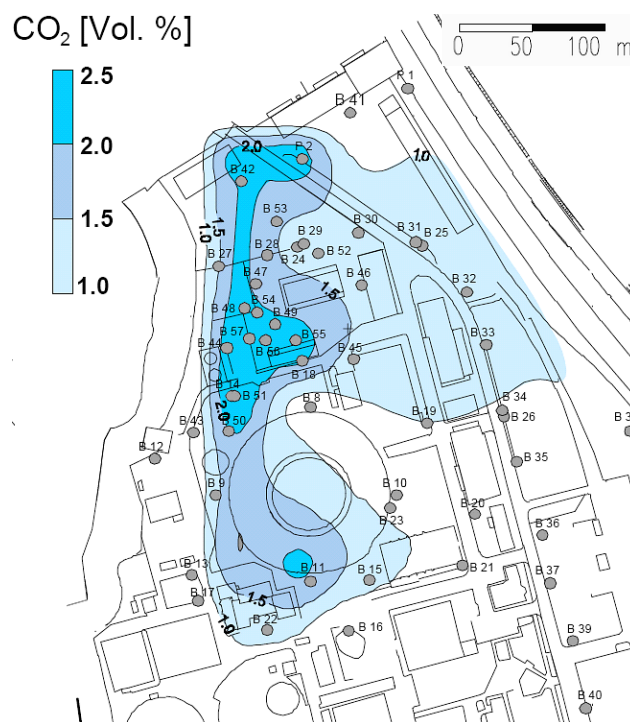 CO₂ [Vol. %]
0 50 100 m
2.5
2.0
1.5
1.0
P 1
B 41
2.0
P 2
1.0
B 42
1.5
1.0
B 53
B 30
B 31
B 25
B 27
B 28
B 29
B 24
B 52
B 47
B 46
1.5
B 32
B 48
B 54
B 49
B 57
B 44
B 56
B 55
B 33
B 45
B 18
B 14
B 51
2.0
B 8
B 34
B 26
B 19
B 43
B 50
B 12
B 35
B 9
B 10
B 23
B 20
B 36
B 13
B 11
B 15
B 21
B 37
B 17
1.5
1.0
B 22
B 16
B 39
B 40